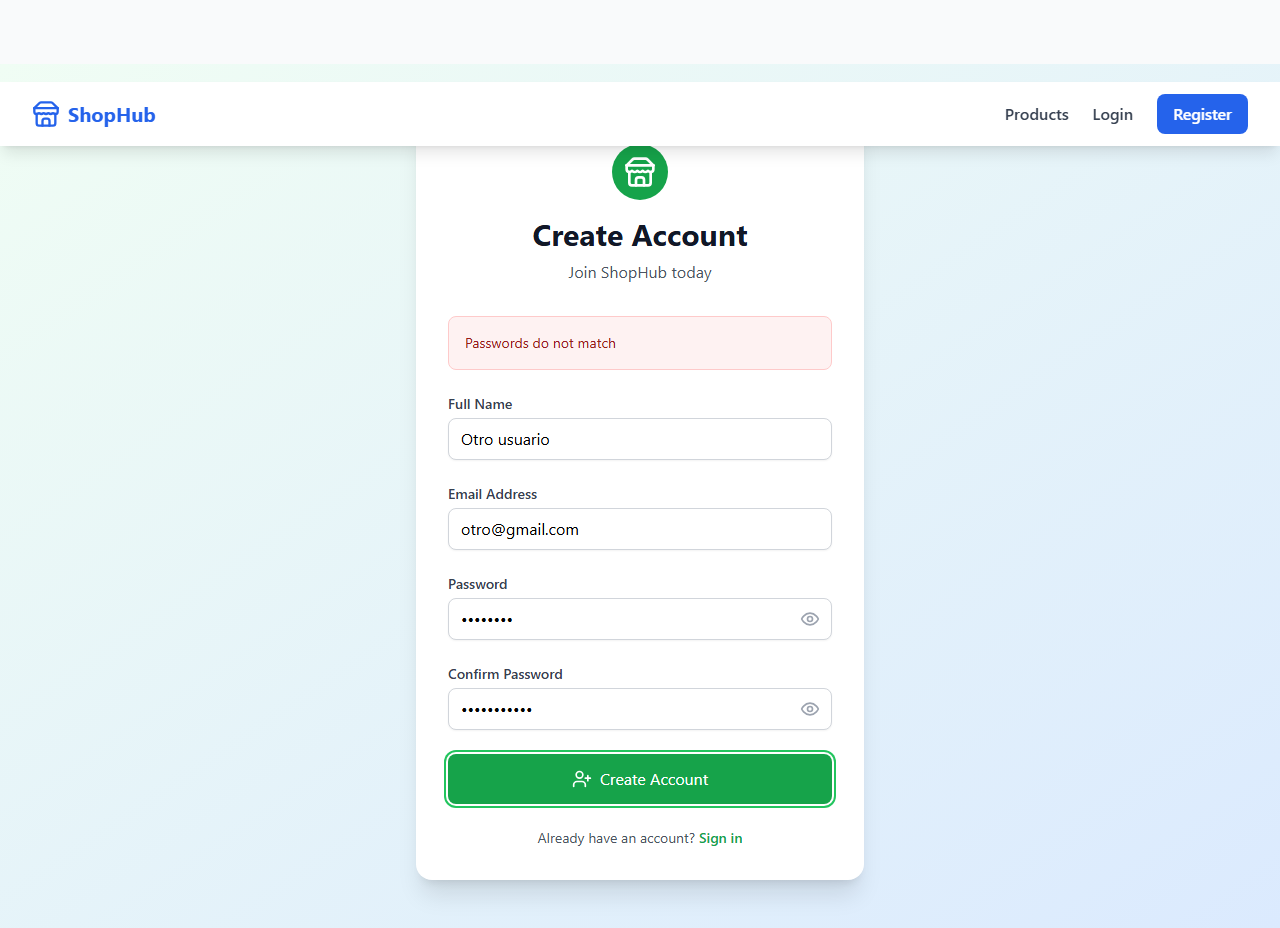 ShopHub
Products
Login
Register
Create Account
Join ShopHub today
Passwords do not match
Full Name
Otro usuario
Email Address
otro@gmail.com
Password
••••••••
Confirm Password
•••••••••••
Create Account
Already have an account? Sign in